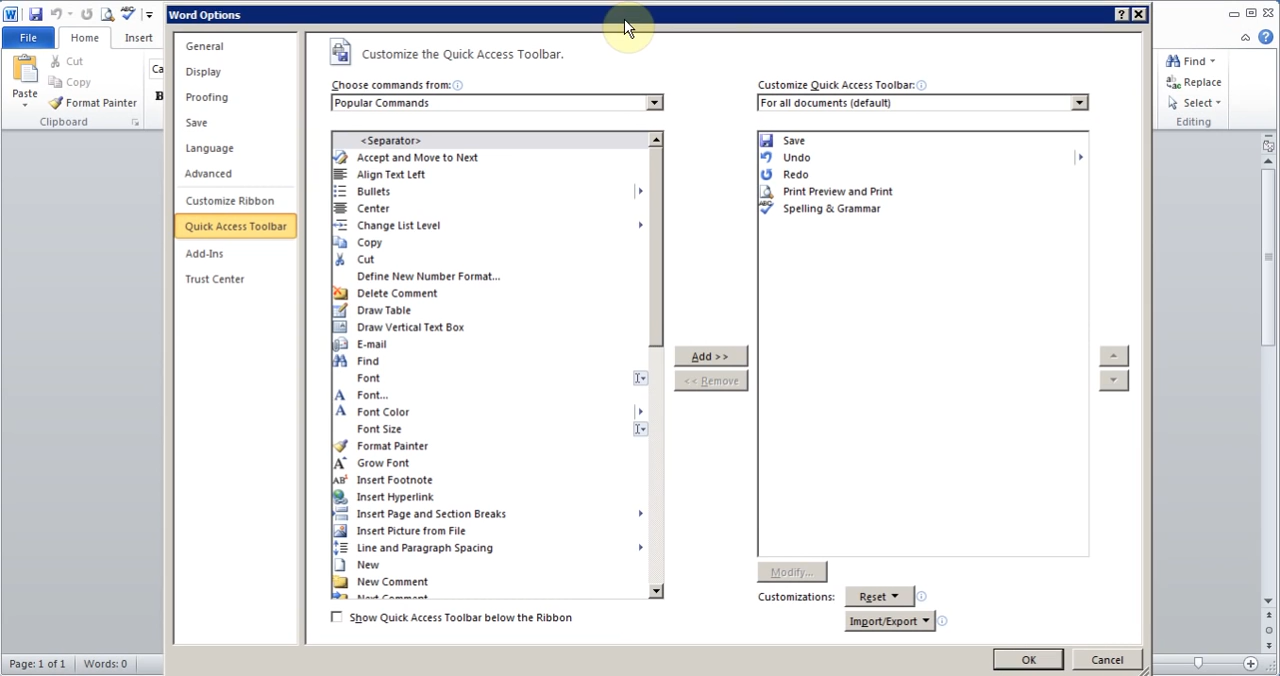 Word Options
File
Home
Insert
Paste
Cut
Copy
Format Painter
Clipboard
Ca
B
General
Display
Proofing
Save
Language
Advanced
Customize Ribbon
Quick Access Toolbar
Add-Ins
Trust Center
Customize the Quick Access Toolbar.
Choose commands from:
Popular Commands
<Separator>
Accept and Move to Next
Align Text Left
Bullets
Center
Change List Level
Copy
Cut
Define New Number Format...
Delete Comment
Draw Table
Draw Vertical Text Box
E-mail
Find
Font
Font...
Font Color
Font Size
Format Painter
Grow Font
Insert Footnote
Insert Hyperlink
Insert Page and Section Breaks
Insert Picture from File
Line and Paragraph Spacing
New
New Comment
Next Comment
Show Quick Access Toolbar below the Ribbon
Add >>
<< Remove
Customize Quick Access Toolbar:
For all documents (default)
Save
Undo
Redo
Print Preview and Print
Spelling & Grammar
Modify...
Customizations:
Reset
Import/Export
OK
Cancel
Find
Replace
Select
Editing
Page: 1 of 1
Words: 0